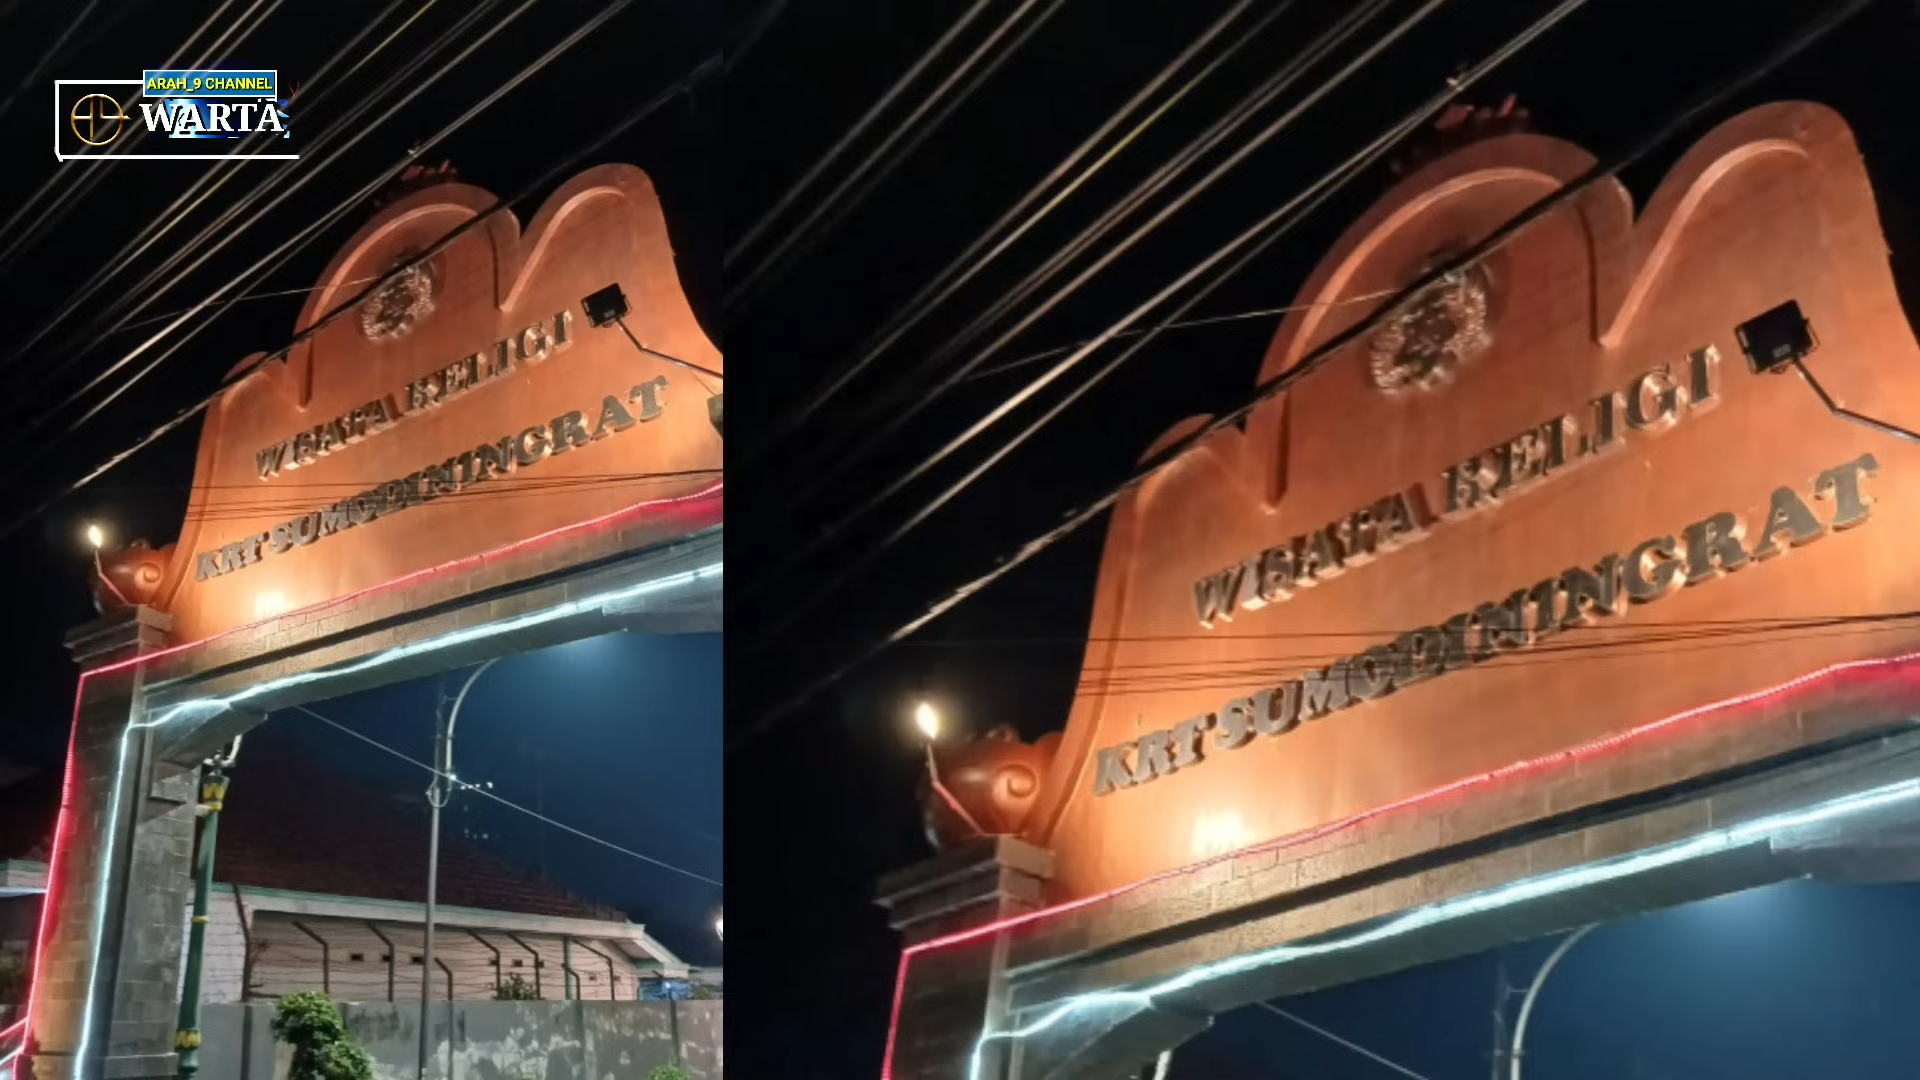 ARAH_9 CHANNEL
WARTA
WISATA RELIGI
KRT SUMODININGRAT
WISATA RELIGI
KRT SUMODININGRAT